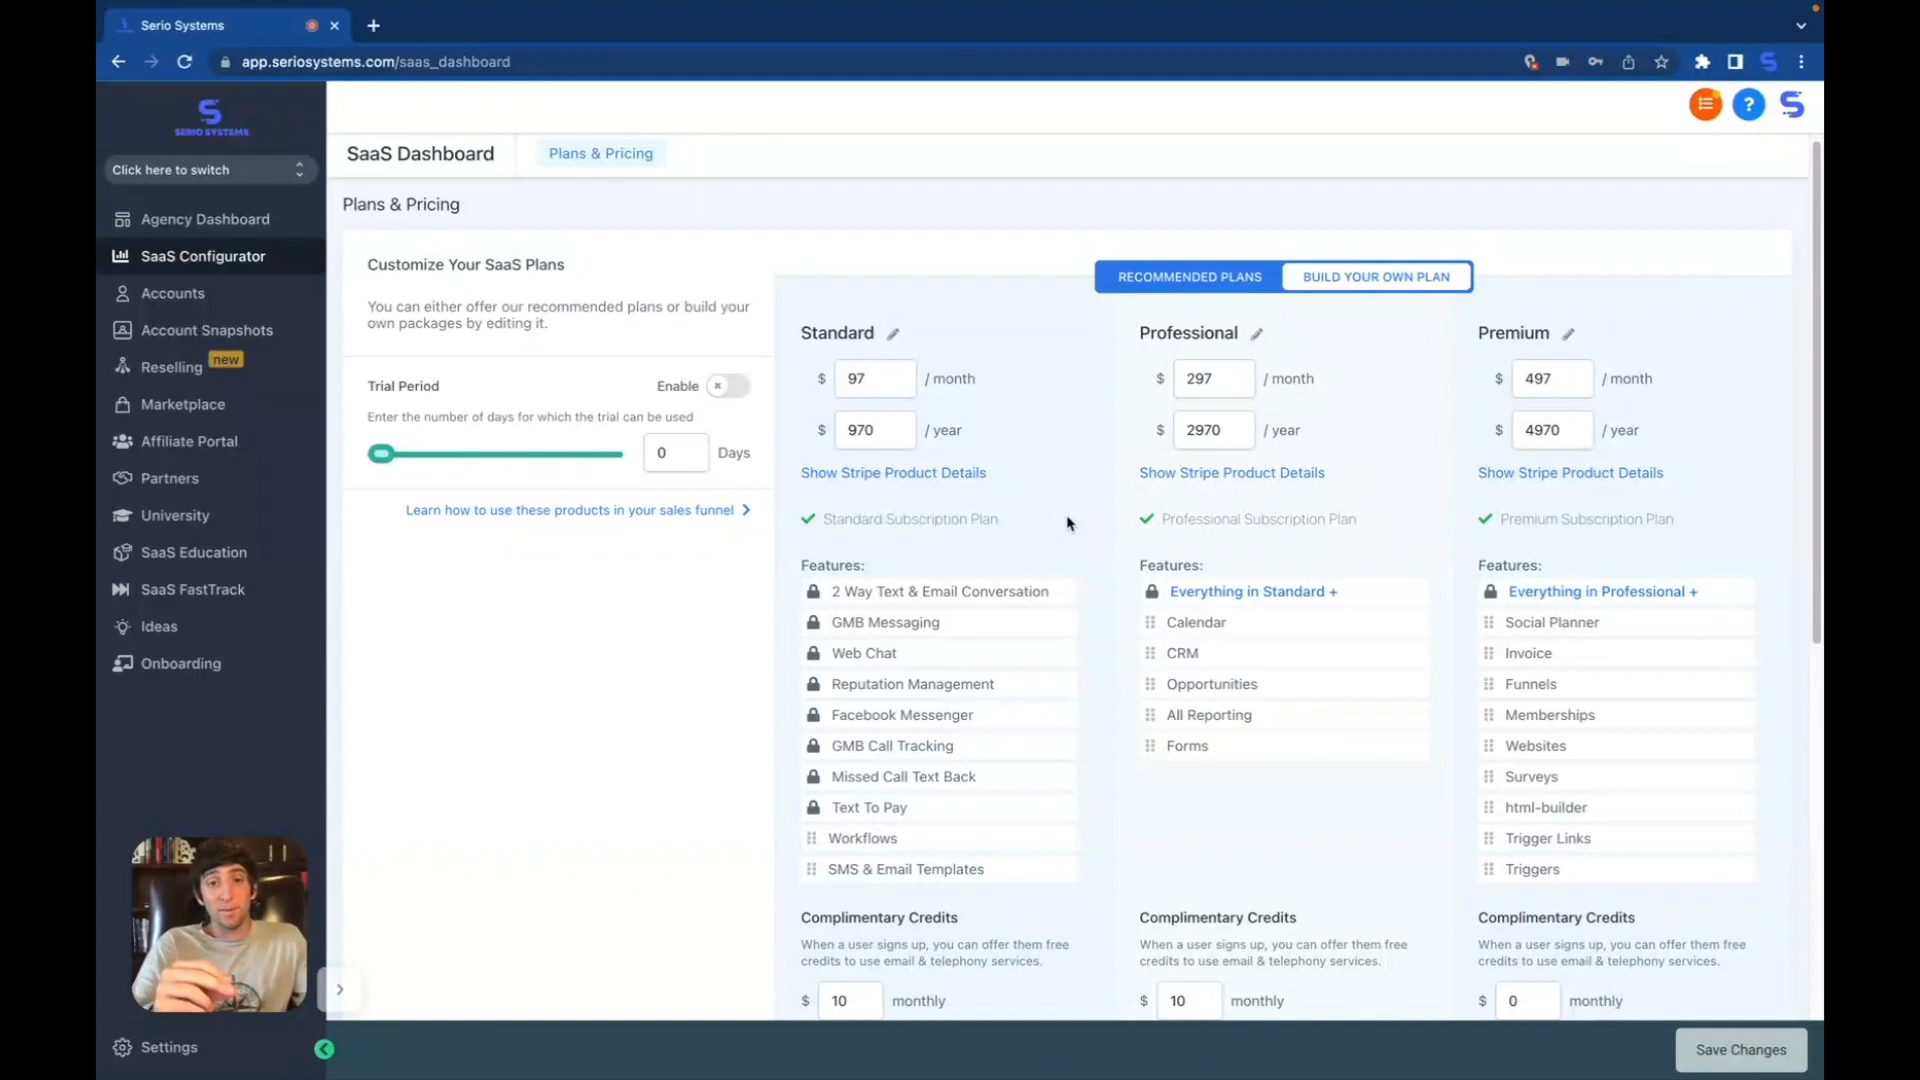 Serio Systems
app.seriosystems.com/saas_dashboard
S
SERIO SYSTEMS
Click here to switch
Agency Dashboard
SaaS Configurator
Accounts
Account Snapshots
Reselling new
Marketplace
Affiliate Portal
Partners
University
SaaS Education
SaaS FastTrack
Ideas
Onboarding
Settings
?
SaaS Dashboard
Plans & Pricing
Plans & Pricing
Customize Your SaaS Plans
You can either offer our recommended plans or build your
own packages by editing it.
Trial Period
Enable
Enter the number of days for which the trial can be used
0 Days
Learn how to use these products in your sales funnel
RECOMMENDED PLANS
BUILD YOUR OWN PLAN
Standard
$ 97 / month
$ 970 / year
Show Stripe Product Details
Standard Subscription Plan
Features:
2 Way Text & Email Conversation
GMB Messaging
Web Chat
Reputation Management
Facebook Messenger
GMB Call Tracking
Missed Call Text Back
Text To Pay
Workflows
SMS & Email Templates
Complimentary Credits
When a user signs up, you can offer them free
credits to use email & telephony services.
$ 10 monthly
Professional
$ 297 / month
$ 2970 / year
Show Stripe Product Details
Professional Subscription Plan
Features:
Everything in Standard +
Calendar
CRM
Opportunities
All Reporting
Forms
Complimentary Credits
When a user signs up, you can offer them free
credits to use email & telephony services.
$ 10 monthly
Premium
$ 497 / month
$ 4970 / year
Show Stripe Product Details
Premium Subscription Plan
Features:
Everything in Professional +
Social Planner
Invoice
Funnels
Memberships
Websites
Surveys
html-builder
Trigger Links
Triggers
Complimentary Credits
When a user signs up, you can offer them free
credits to use email & telephony services.
$ 0 monthly
Save Changes